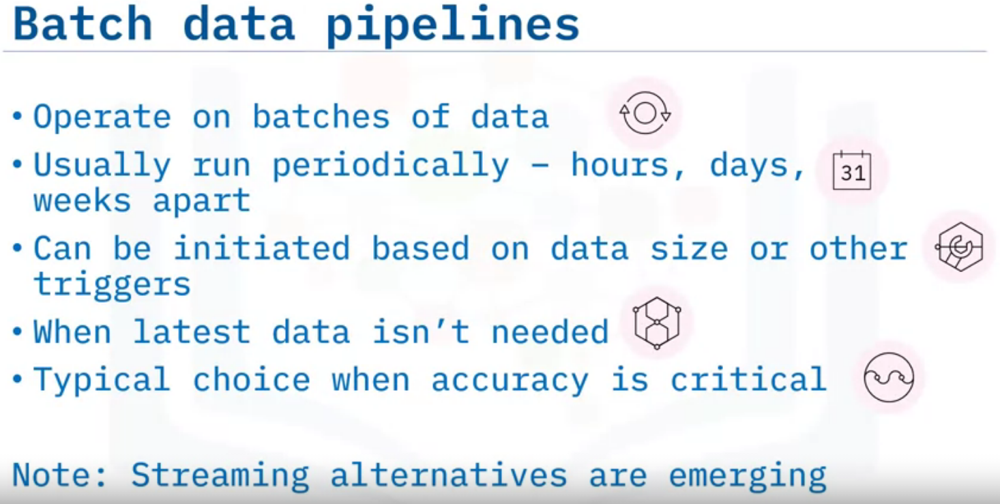 Batch data pipelines
• Operate on batches of data
• Usually run periodically – hours, days,
31
weeks apart
• Can be initiated based on data size or other
triggers
• When latest data isn’t needed
• Typical choice when accuracy is critical
Note: Streaming alternatives are emerging